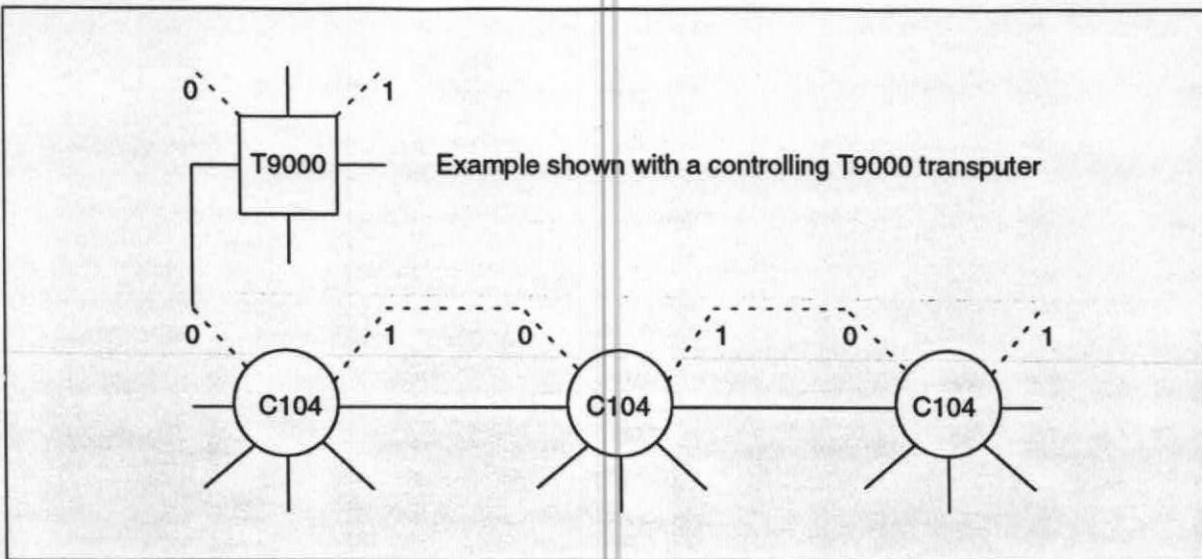 0 1
T9000 Example shown with a controlling T9000 transputer
0 1 0 1 0 1
C104 C104 C104